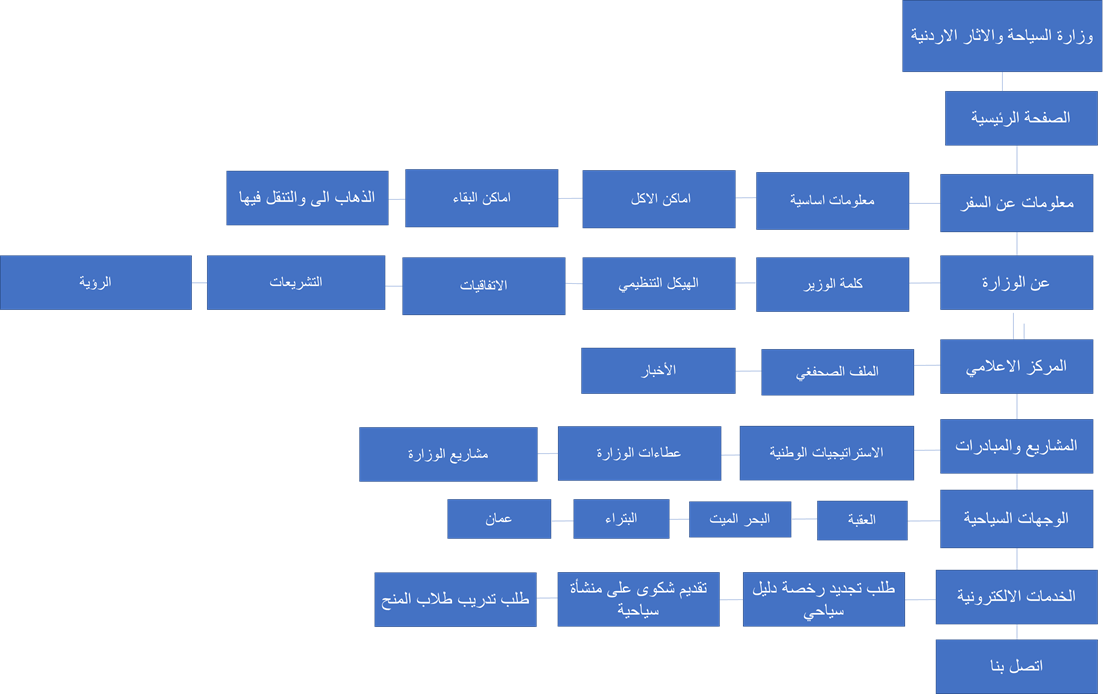 وزارة السياحة والاثار الاردنية
الصفحة الرئيسية
معلومات عن السفر
معلومات اساسية
اماكن الاكل
اماكن البقاء
الذهاب الى والتنقل فيها
عن الوزارة
كلمة الوزير
الهيكل التنظيمي
الاتفاقيات
التشريعات
الرؤية
المركز الاعلامي
الملف الصحفغي
الأخبار
المشاريع والمبادرات
الاستراتيجيات الوطنية
عطاءات الوزارة
مشاريع الوزارة
الوجهات السياحية
العقبة
البحر الميت
البتراء
عمان
الخدمات الالكترونية
طلب تجديد رخصة دليل
سياحي
تقديم شكوى على منشأة
سياحية
طلب تدريب طلاب المنح
اتصل بنا